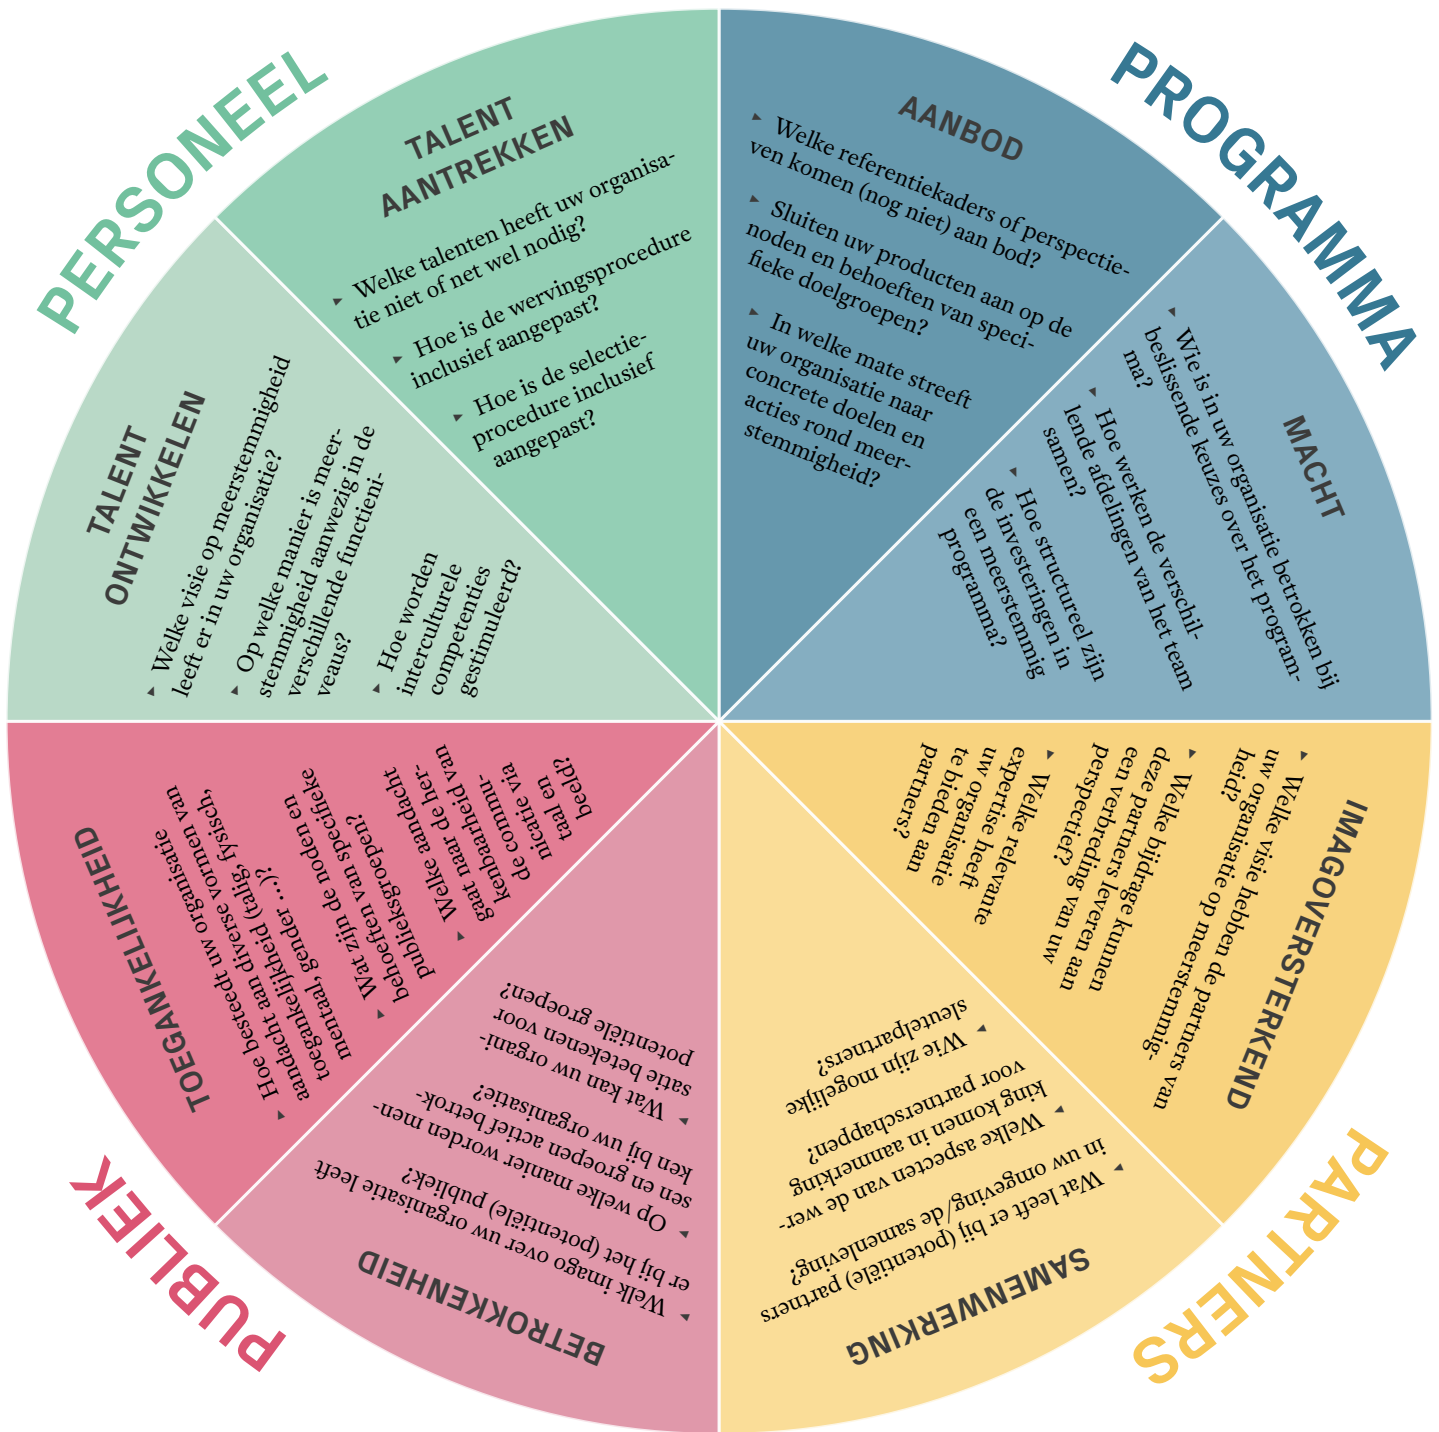 PROGRAMMA
AANBOD
Welke referentiekaders of perspectie-
ven komen (nog niet) aan bod?
Sluiten uw producten aan op de
noden en behoeften van speci-
fieke doelgroepen?
In welke mate streeft
uw organisatie naar
concrete doelen en
acties rond meer-
stemmigheid?
MACHT
Wie is in uw organisatie betrokken bij
beslissende keuzes over het program-
ma?
Hoe werken de verschil-
lende afdelingen van het team
samen?
Hoe structureel zijn
de investeringen in
een meerstemmig
programma?
PARTNERS
IMAGOVERSTERKEND
Welke visie hebben de partners van
uw organisatie op meerstemmig-
heid?
Welke bijdrage kunnen
deze partners leveren aan
een verbreding van uw
perspectief?
Welke relevante
expertise heeft
uw organisatie
te bieden aan
partners?
SAMENWERKING
Wat leeft er bij (potentiële) partners
in uw omgeving/de samenleving?
Welke aspecten van de wer-
king komen in aanmerking
voor partnerschappen?
Wie zijn mogelijke
sleutelpartners?
PUBLIEK
BETROKKENHEID
Welk imago over uw organisatie leeft
er bij het (potentiële) publiek?
Op welke manier worden men-
sen en groepen actief betrok-
ken bij uw organisatie?
Wat kan uw organi-
satie betekenen voor
potentiële groepen?
TOEGANKELIJKHEID
Hoe besteedt uw organisatie
aandacht aan diverse vormen van
toegankelijkheid (talig, fysisch,
mentaal, gender …)?
Wat zijn de noden en
behoeften van specifieke
publieksgroepen?
Welke aandacht
gaat naar de her-
kenbaarheid van
de commu-
nicatie via
taal en
beeld?
PERSONEEL
TALENT
ONTWIKKELEN
Welke visie op meerstemmigheid
leeft er in uw organisatie?
Op welke manier is meer-
stemmigheid aanwezig in de
verschillende functieni-
veaus?
Hoe worden
interculturele
competenties
gestimuleerd?
TALENT
AANTREKKEN
Welke talenten heeft uw organisa-
tie niet of net wel nodig?
Hoe is de wervingsprocedure
inclusief aangepast?
Hoe is de selectie-
procedure inclusief
aangepast?